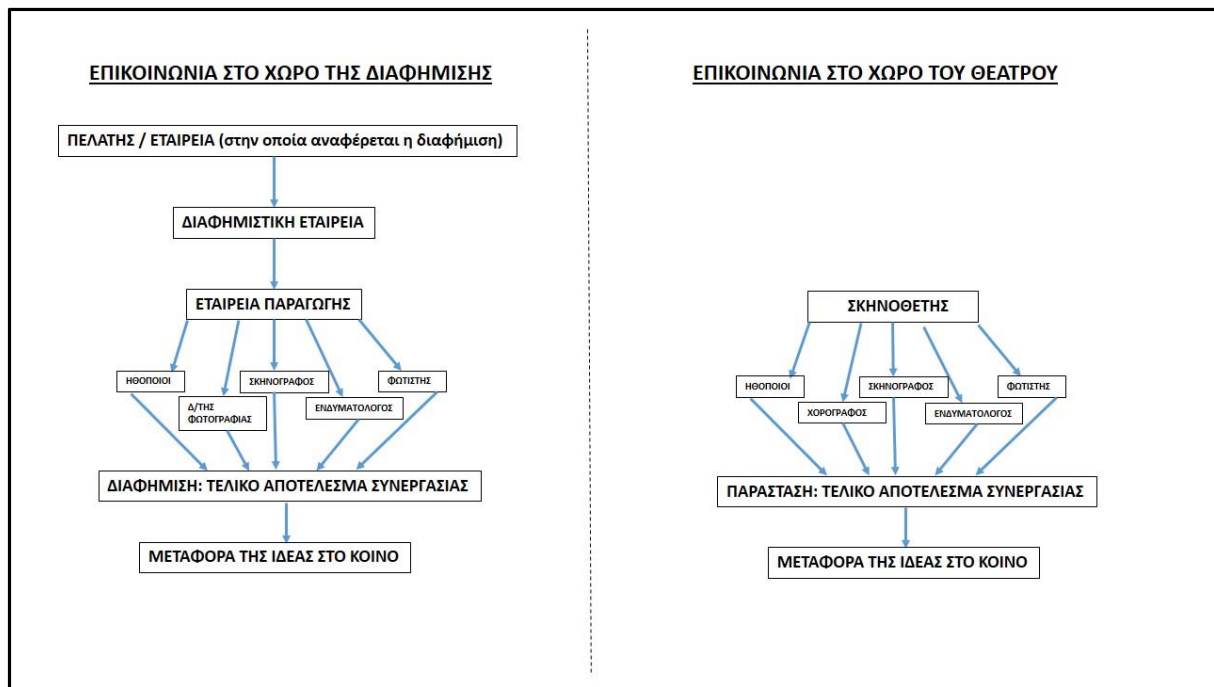 ΕΠΙΚΟΙΝΩΝΙΑ ΣΤΟ ΧΩΡΟ ΤΗΣ ΔΙΑΦΗΜΙΣΗΣ
ΠΕΛΑΤΗΣ / ΕΤΑΙΡΕΙΑ (στην οποία αναφέρεται η διαφήμιση)
ΔΙΑΦΗΜΙΣΤΙΚΗ ΕΤΑΙΡΕΙΑ
ΕΤΑΙΡΕΙΑ ΠΑΡΑΓΩΓΗΣ
ΗΘΟΠΟΙΟΙ
Δ/ΤΗΣ
ΦΩΤΟΓΡΑΦΙΑΣ
ΣΚΗΝΟΓΡΑΦΟΣ
ΕΝΔΥΜΑΤΟΛΟΓΟΣ
ΦΩΤΙΣΤΗΣ
ΔΙΑΦΗΜΙΣΗ: ΤΕΛΙΚΟ ΑΠΟΤΕΛΕΣΜΑ ΣΥΝΕΡΓΑΣΙΑΣ
ΜΕΤΑΦΟΡΑ ΤΗΣ ΙΔΕΑΣ ΣΤΟ ΚΟΙΝΟ
ΕΠΙΚΟΙΝΩΝΙΑ ΣΤΟ ΧΩΡΟ ΤΟΥ ΘΕΑΤΡΟΥ
ΣΚΗΝΟΘΕΤΗΣ
ΗΘΟΠΟΙΟΙ
ΧΟΡΟΓΡΑΦΟΣ
ΣΚΗΝΟΓΡΑΦΟΣ
ΕΝΔΥΜΑΤΟΛΟΓΟΣ
ΦΩΤΙΣΤΗΣ
ΠΑΡΑΣΤΑΣΗ: ΤΕΛΙΚΟ ΑΠΟΤΕΛΕΣΜΑ ΣΥΝΕΡΓΑΣΙΑΣ
ΜΕΤΑΦΟΡΑ ΤΗΣ ΙΔΕΑΣ ΣΤΟ ΚΟΙΝΟ